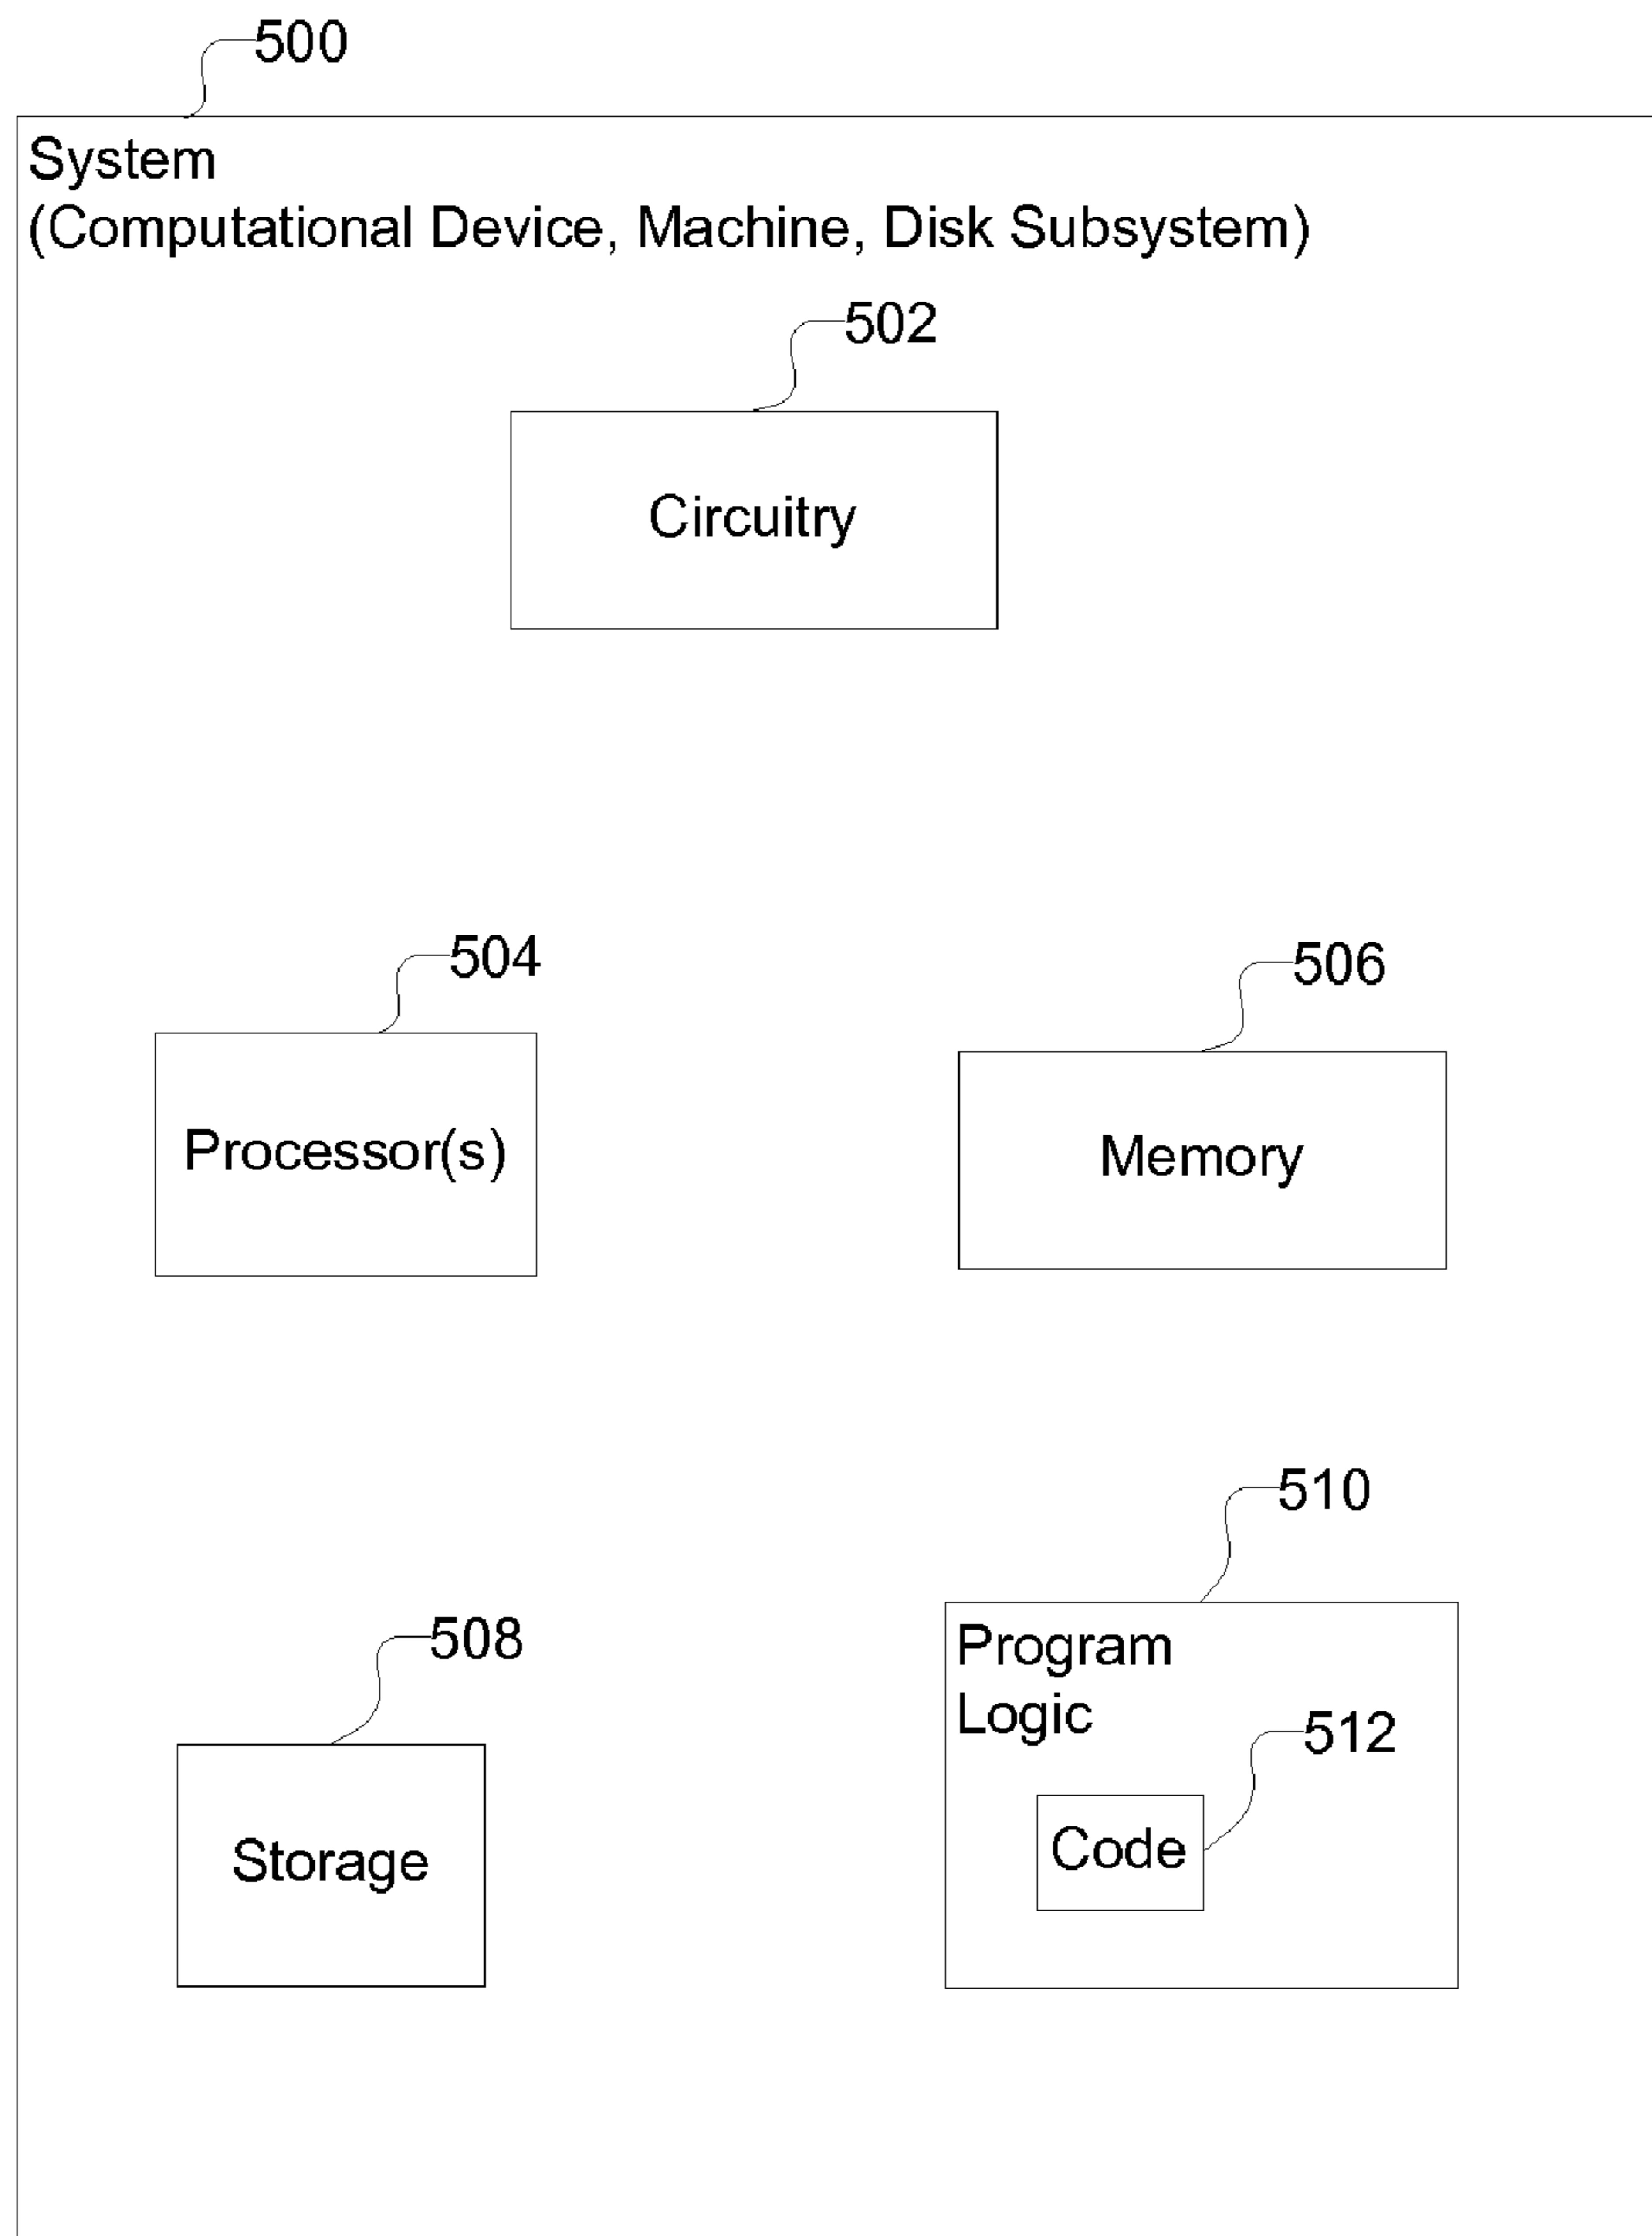 500
System
(Computational Device, Machine, Disk Subsystem)
502
Circuitry
504
506
Processor(s)
Memory
510
508
Program
Logic
512
Code
Storage